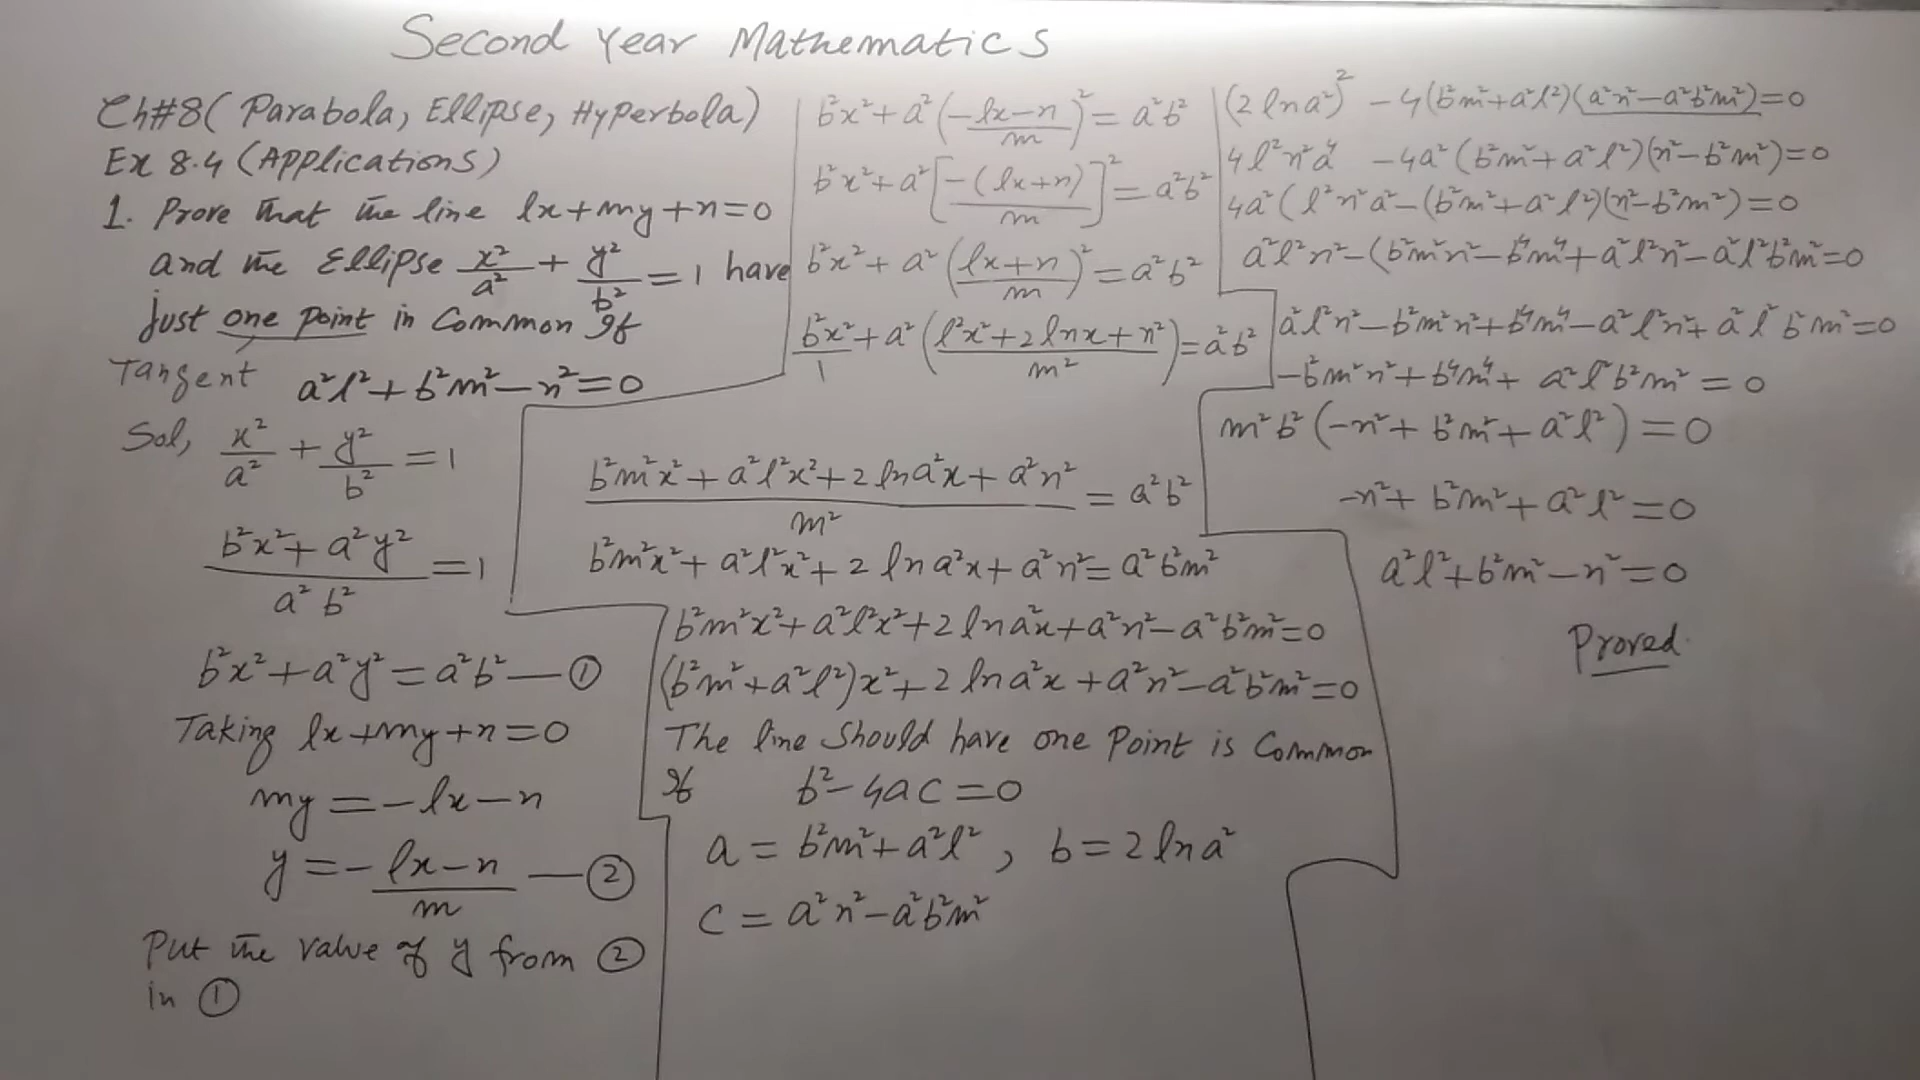 Second Year Mathematics
Ch#8( Parabola, Ellipse, Hyperbola)
Ex 8.4 (Applications)
1. Prove that the line lx+my+n=0
and the Ellipse x²/a² + y²/b² = 1 have
just one point in Common If
Tangent a²l²+b²m²-n²=0
Sol, x²/a² + y²/b² = 1
(b²x²+a²y²)/(a²b²) = 1
b²x²+a²y²=a²b² — ①
Taking lx+my+n=0
my = -lx-n
y = -(lx-n)/m — ②
Put the value of y from ②
in ①
b²x²+a²((-lx-n)/m)²=a²b²
b²x²+a²[-(lx+n)/m]²=a²b²
b²x²+a²((lx+n)/m)²=a²b²
b²x²/1+a²((l²x²+2lnx+n²)/m²)=a²b²
(b²m²x²+a²l²x²+2lna²x+a²n²)/m² = a²b²
b²m²x²+a²l²x²+2lna²x+a²n²=a²b²m²
b²m²x²+a²l²x²+2lna²x+a²n²-a²b²m²=0
(b²m²+a²l²)x²+2lna²x+a²n²-a²b²m²=0
The line Should have one Point is Common
If b²-4ac=0
a = b²m²+a²l², b=2lna²
c = a²n²-a²b²m²
(2lna²)² -4(b²m²+a²l²)(a²n²-a²b²m²)=0
4l²n²a⁴ -4a²(b²m²+a²l²)(n²-b²m²)=0
4a²(l²n²a²-(b²m²+a²l²)(n²-b²m²)=0
a²l²n²-(b²m²n²-b⁴m⁴+a²l²n²-a²l²b²m²=0
a²l²n²-b²m²n²+b⁴m⁴-a²l²n²+a²l²b²m²=0
-b²m²n²+b⁴m⁴+a²l²b²m²=0
m²b²(-n²+b²m²+a²l²)=0
-n²+b²m²+a²l²=0
a²l²+b²m²-n²=0
Proved.